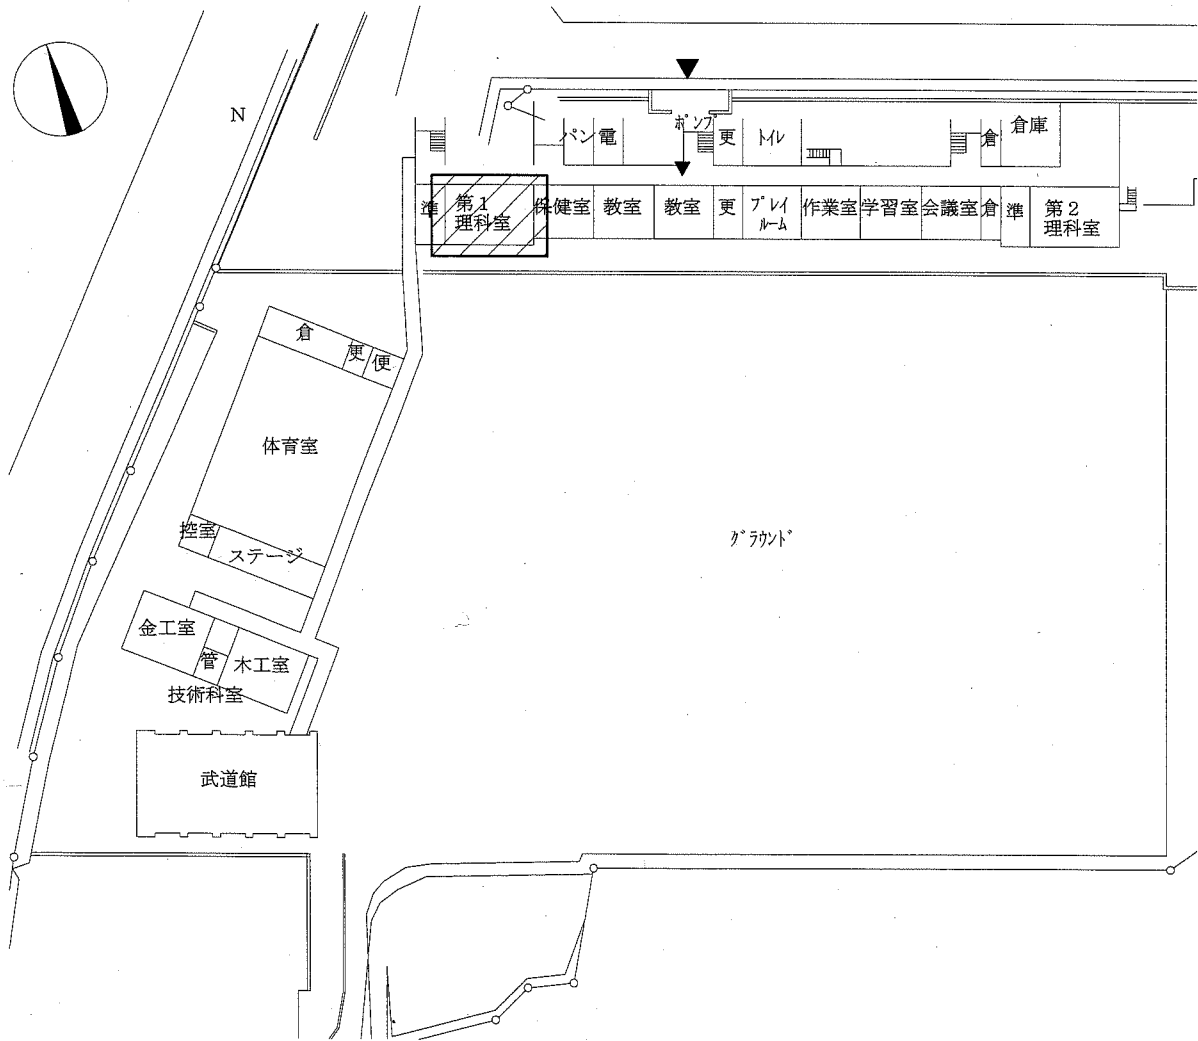 N
パン
電
ポンプ
更
トイレ
倉
倉庫
準
第1
理科室
保健室
教室
教室
更
プレイ
ルーム
作業室
学習室
会議室
倉
準
第2
理科室
倉
更
便
体育室
控室
ステージ
グラウンド
金工室
管
木工室
技術科室
武道館